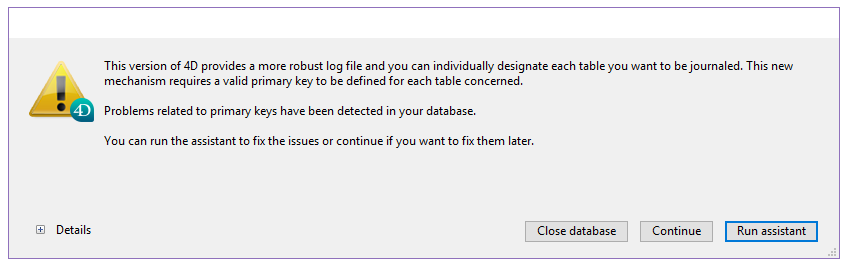 This version of 4D provides a more robust log file and you can individually designate each table you want to be journaled. This new
mechanism requires a valid primary key to be defined for each table concerned.
Problems related to primary keys have been detected in your database.
You can run the assistant to fix the issues or continue if you want to fix them later.
4D
Details
Close database
Continue
Run assistant